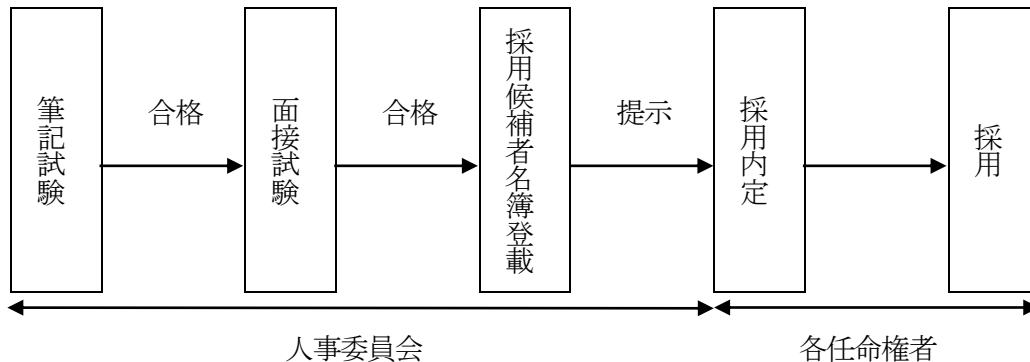 筆記試験
合格
面接試験
合格
採用候補者名簿登載
提示
採用内定
採用
人事委員会
各任命権者